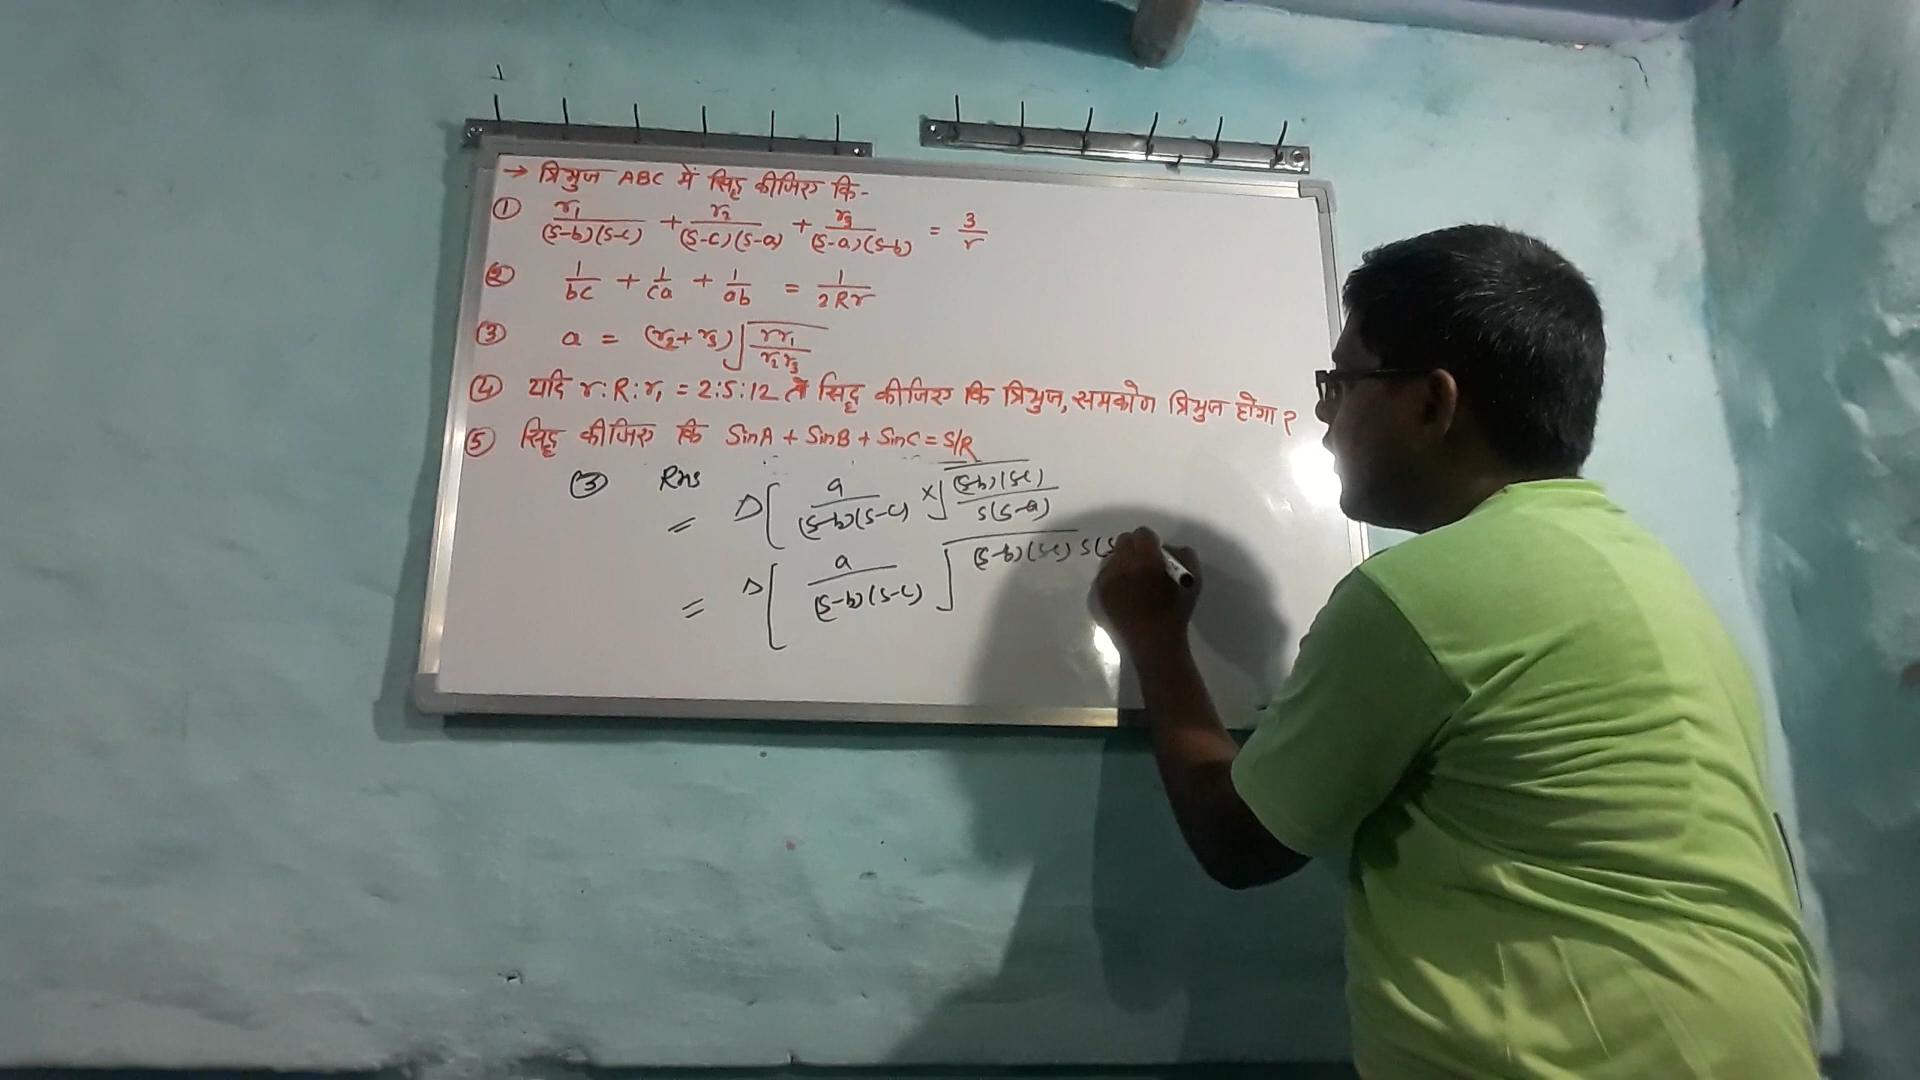 → त्रिभुज ABC में सिद्ध कीजिए कि-
① r₁/(s-b)(s-c) + r₂/(s-c)(s-a) + r₃/(s-a)(s-b) = 3/r
② 1/bc + 1/ca + 1/ab = 1/2Rr
③ a = (r₂+r₃)√(rr₁/r₂r₃)
④ यदि r:R:r₁ = 2:5:12 तो सिद्ध कीजिए कि त्रिभुज, समकोण त्रिभुज होगा ?
⑤ सिद्ध कीजिए कि SinA + SinB + SinC = S/R
③ RHS
= Δ[ a/(s-b)(s-c) × √((s-b)(s-c)/s(s-a))
= Δ[ a/(s-b)(s-c) √((s-b)(s-c) s(s